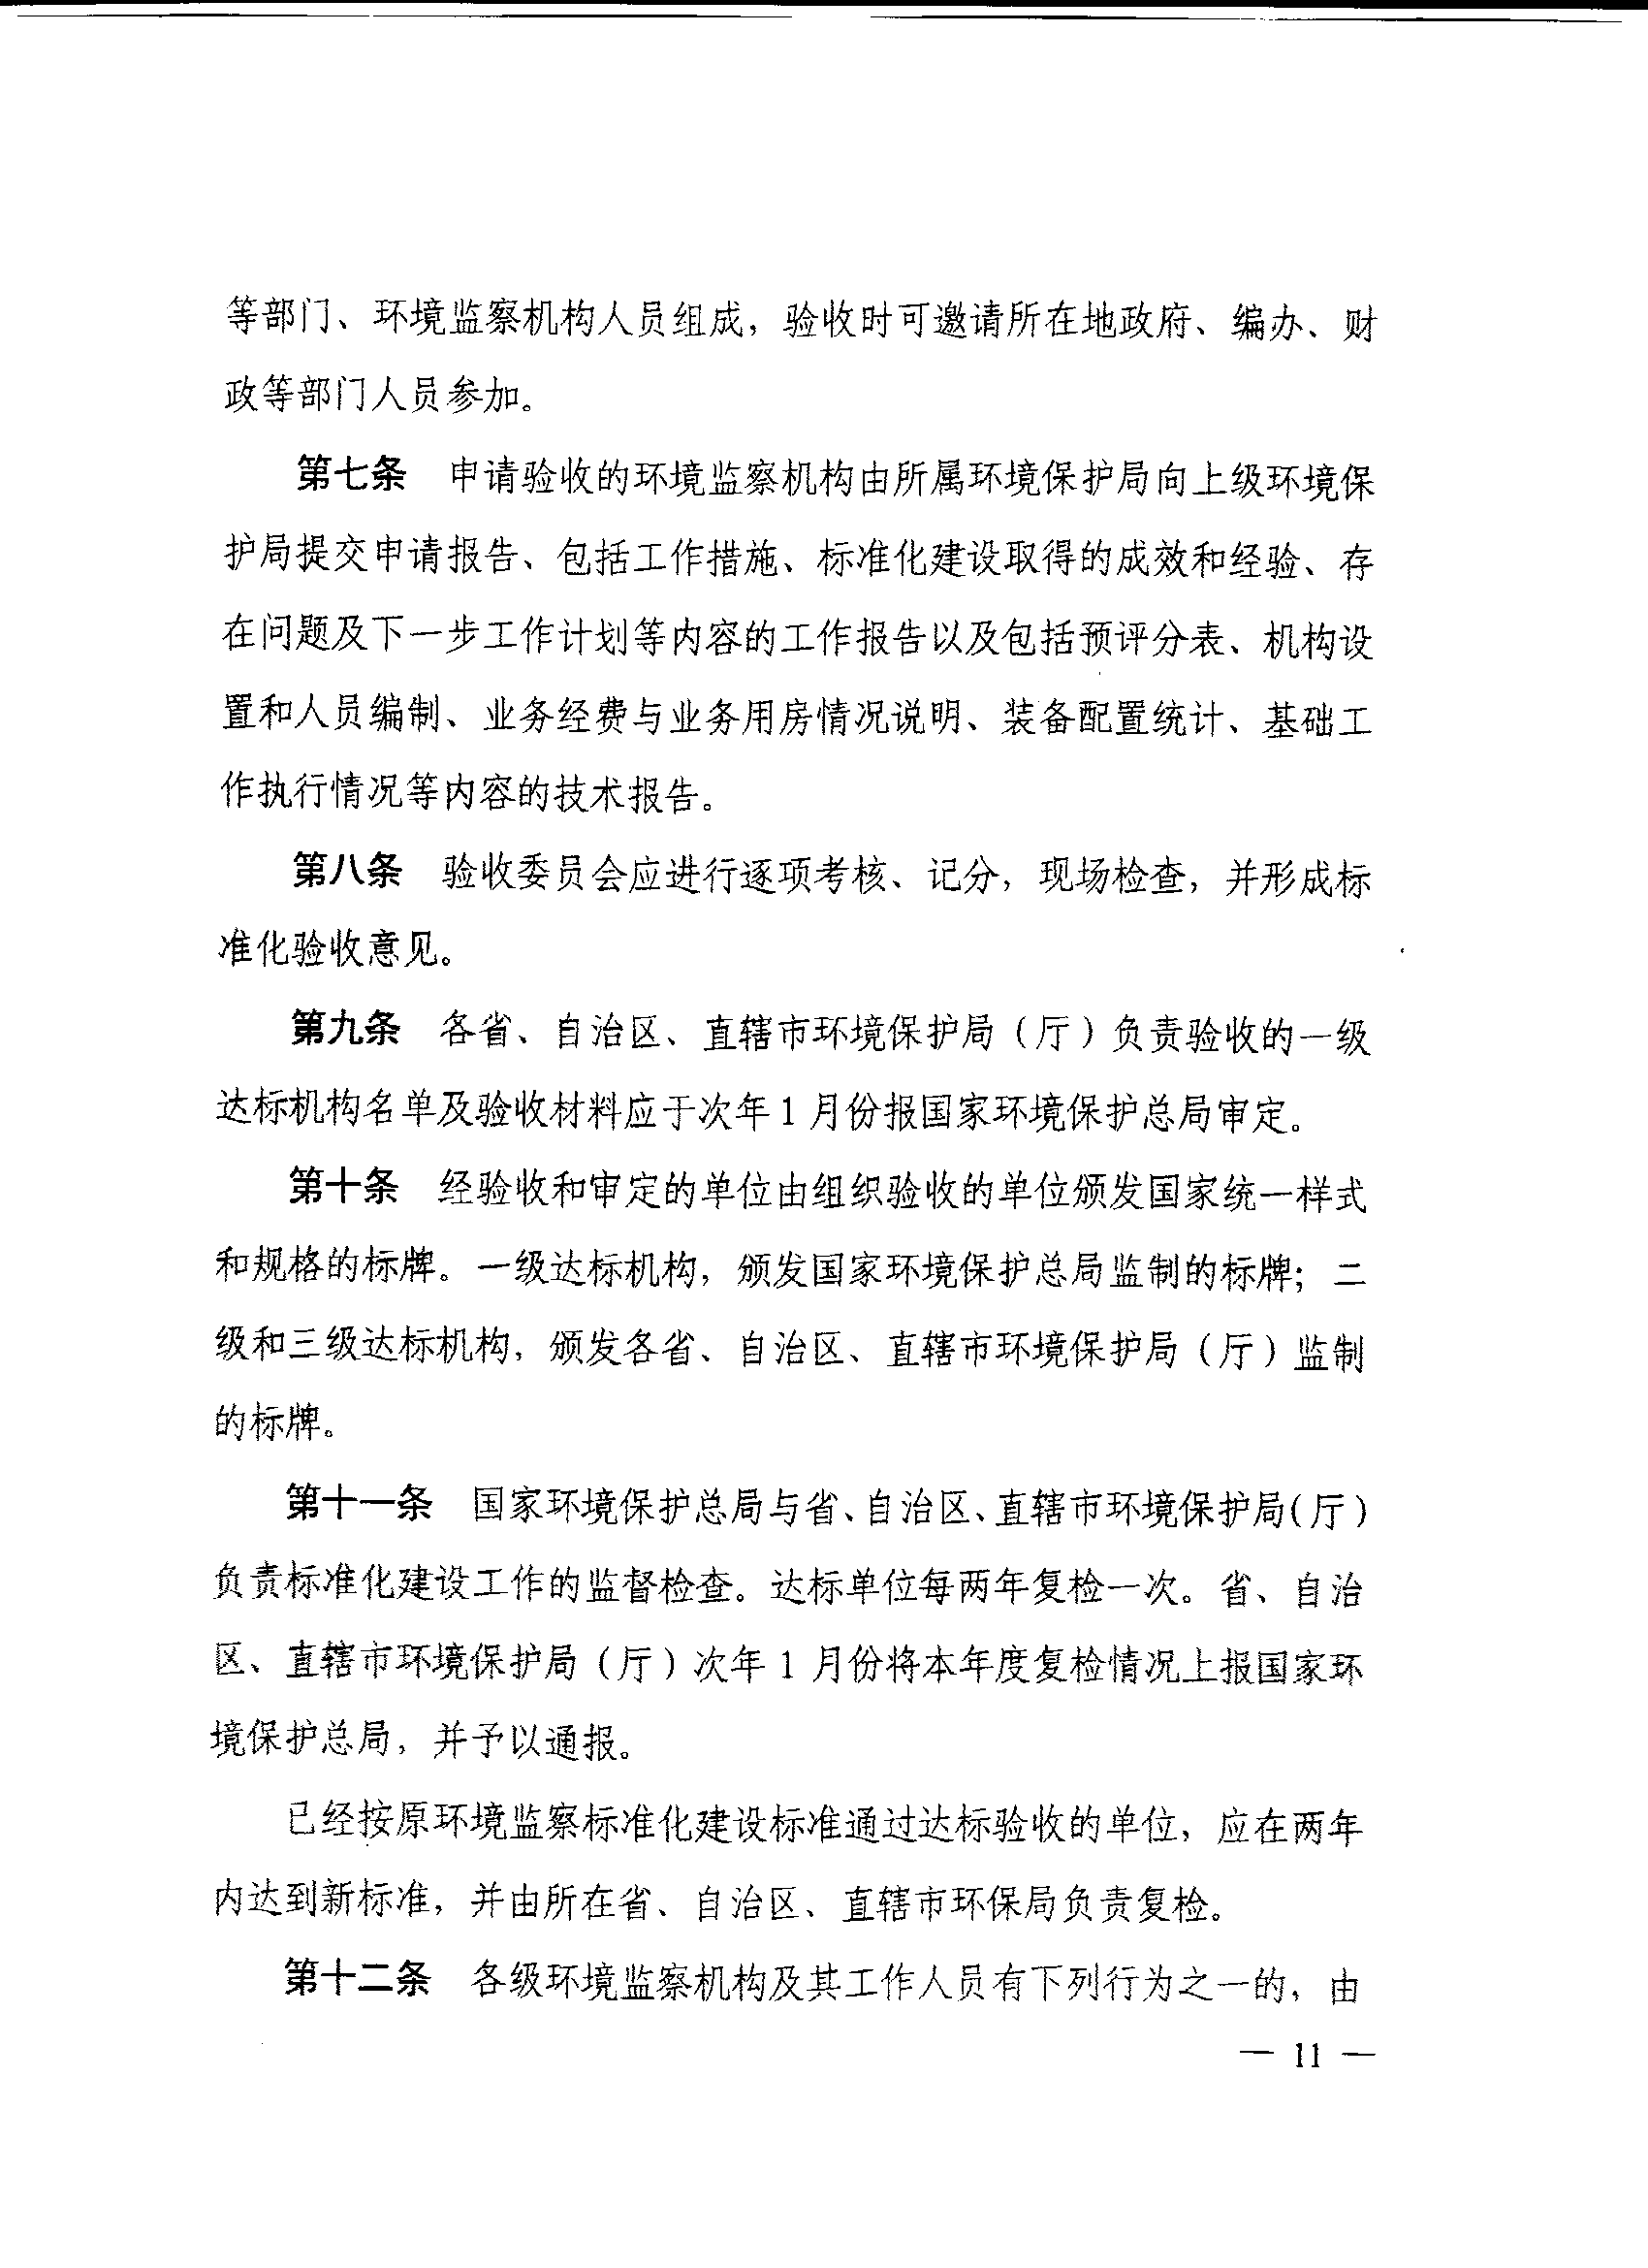 等部门、环境监察机构人员组成，验收时可邀请所在地政府、编办、财
政等部门人员参加。
第七条　申请验收的环境监察机构由所属环境保护局向上级环境保
护局提交申请报告、包括工作措施、标准化建设取得的成效和经验、存
在问题及下一步工作计划等内容的工作报告以及包括预评分表、机构设
置和人员编制、业务经费与业务用房情况说明、装备配置统计、基础工
作执行情况等内容的技术报告。
第八条　验收委员会应进行逐项考核、记分，现场检查，并形成标
准化验收意见。
第九条　各省、自治区、直辖市环境保护局（厅）负责验收的一级
达标机构名单及验收材料应于次年1月份报国家环境保护总局审定。
第十条　经验收和审定的单位由组织验收的单位颁发国家统一样式
和规格的标牌。一级达标机构，颁发国家环境保护总局监制的标牌；二
级和三级达标机构，颁发各省、自治区、直辖市环境保护局（厅）监制
的标牌。
第十一条　国家环境保护总局与省、自治区、直辖市环境保护局（厅）
负责标准化建设工作的监督检查。达标单位每两年复检一次。省、自治
区、直辖市环境保护局（厅）次年1月份将本年度复检情况上报国家环
境保护总局，并予以通报。
已经按原环境监察标准化建设标准通过达标验收的单位，应在两年
内达到新标准，并由所在省、自治区、直辖市环保局负责复检。
第十二条　各级环境监察机构及其工作人员有下列行为之一的，由
— 11 —